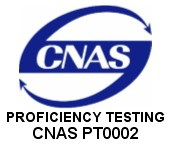 CNAS
PROFICIENCY TESTING
CNAS PT0002